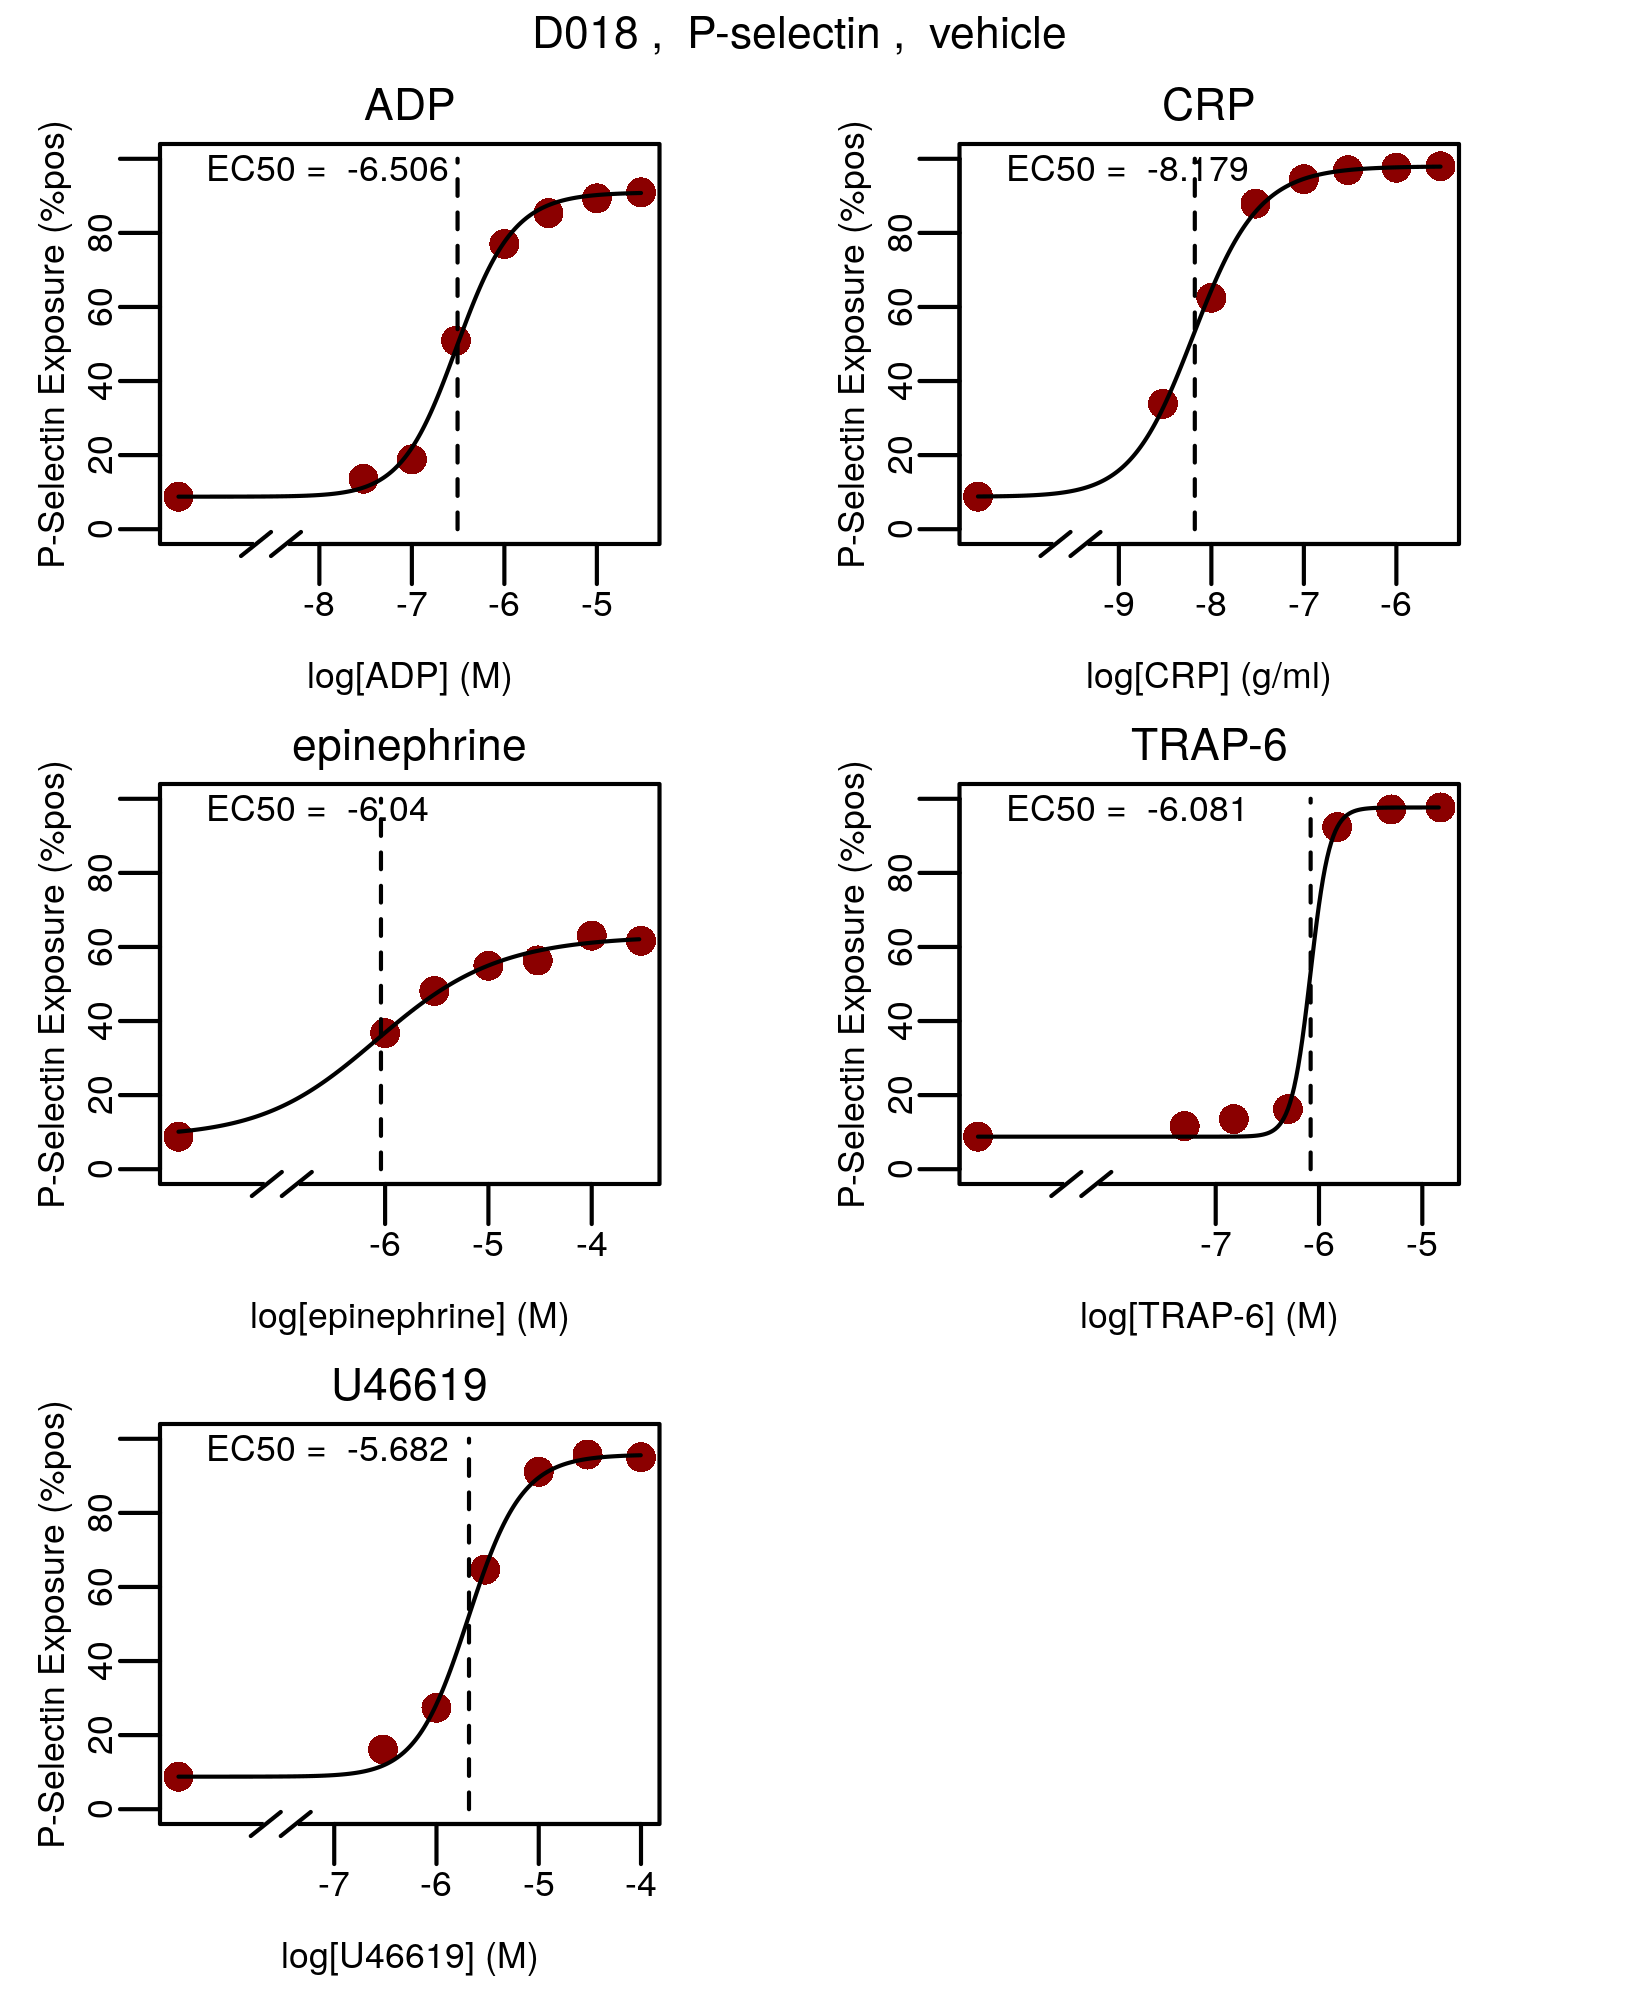 D018 ,  P-selectin ,  vehicle
ADP
P-Selectin Exposure (%pos)
EC50 =  -6.506
80
60
40
20
0
-8 -7 -6 -5
log[ADP] (M)
CRP
P-Selectin Exposure (%pos)
EC50 =  -8.179
80
60
40
20
0
-9 -8 -7 -6
log[CRP] (g/ml)
epinephrine
P-Selectin Exposure (%pos)
EC50 =  -6.04
80
60
40
20
0
-6 -5 -4
log[epinephrine] (M)
TRAP-6
P-Selectin Exposure (%pos)
EC50 =  -6.081
80
60
40
20
0
-7 -6 -5
log[TRAP-6] (M)
U46619
P-Selectin Exposure (%pos)
EC50 =  -5.682
80
60
40
20
0
-7 -6 -5 -4
log[U46619] (M)